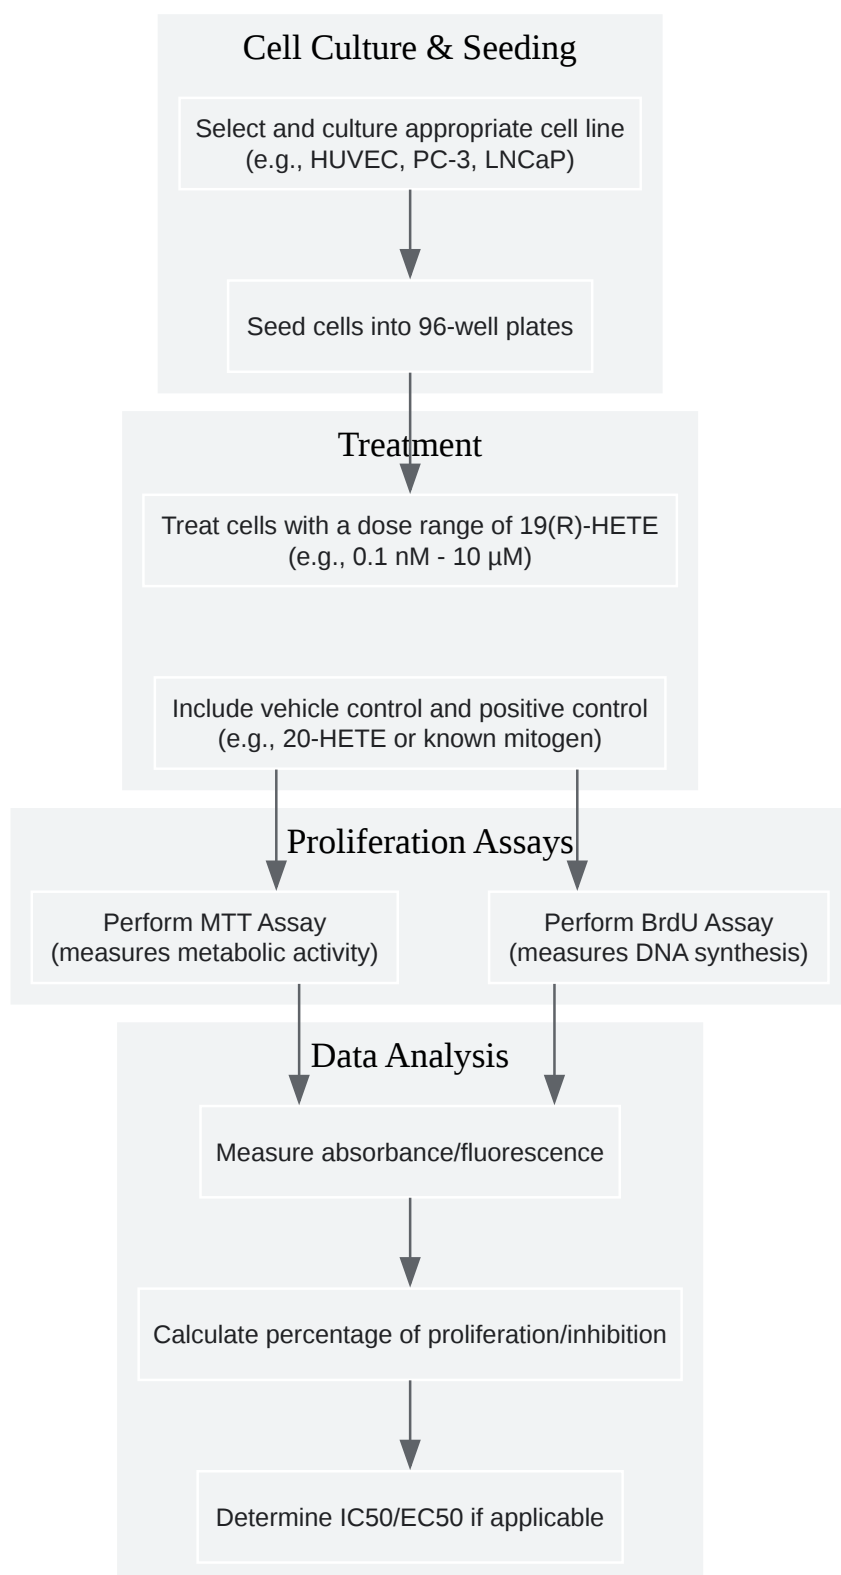 Cell Culture & Seeding
Select and culture appropriate cell line
(e.g., HUVEC, PC-3, LNCaP)
Seed cells into 96-well plates
Treatment
Treat cells with a dose range of 19(R)-HETE
(e.g., 0.1 nM - 10 µM)
Include vehicle control and positive control
(e.g., 20-HETE or known mitogen)
Proliferation Assays
Perform MTT Assay
(measures metabolic activity)
Perform BrdU Assay
(measures DNA synthesis)
Data Analysis
Measure absorbance/fluorescence
Calculate percentage of proliferation/inhibition
Determine IC50/EC50 if applicable